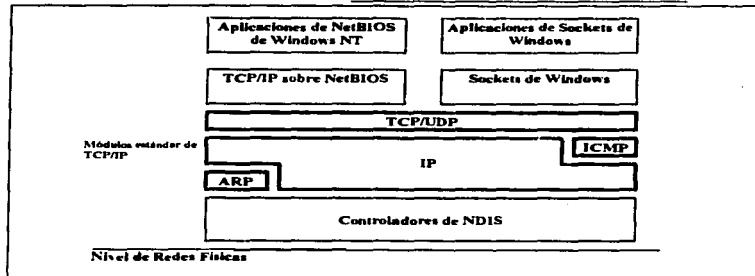 Aplicaciones de NetBIOS
de Windows NT
Aplicaciones de Sockets de
Windows
TCP/IP sobre NetBIOS
Sockets de Windows
TCP/UDP
Módulos estándar de
TCP/IP
ICMP
IP
ARP
Controladores de NDIS
Nivel de Redes Físicas